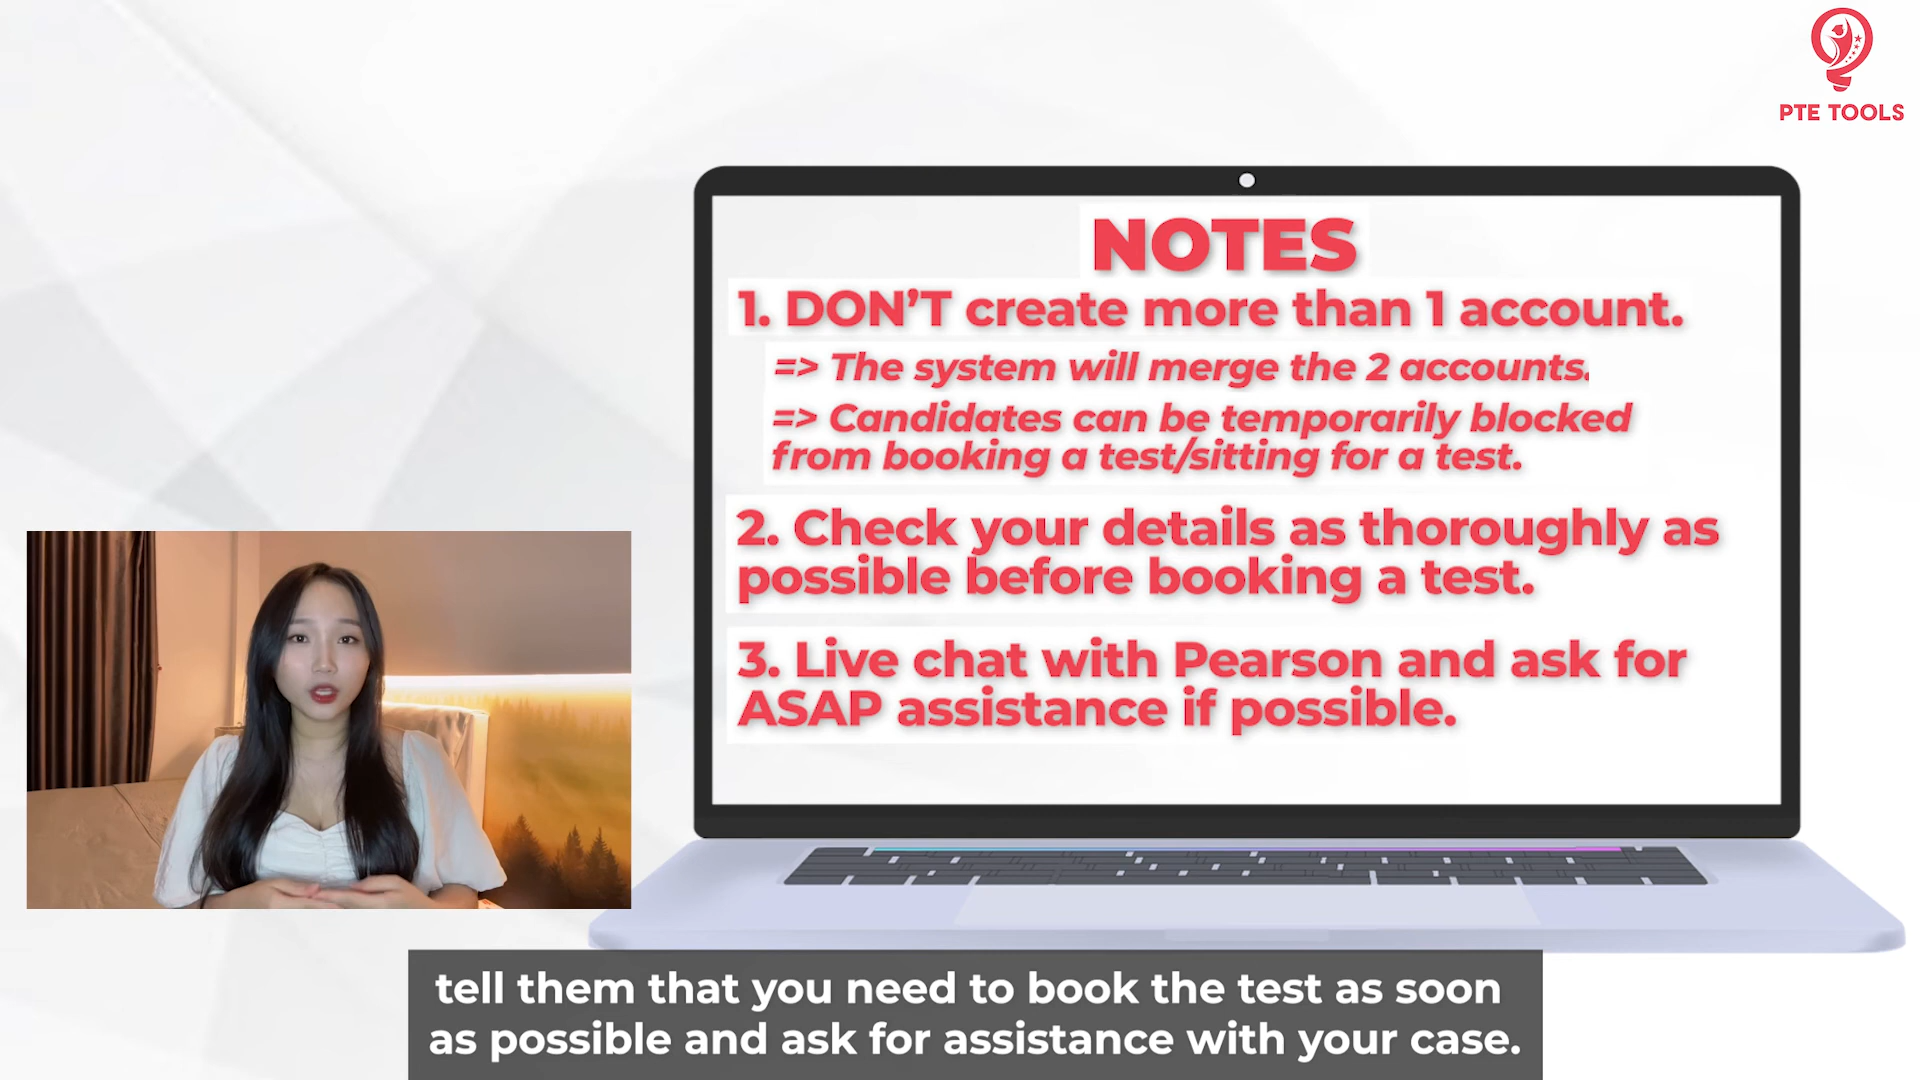 PTE TOOLS
NOTES
1. DON'T create more than 1 account.
=> The system will merge the 2 accounts.
=> Candidates can be temporarily blocked
from booking a test/sitting for a test.
2. Check your details as thoroughly as
possible before booking a test.
3. Live chat with Pearson and ask for
ASAP assistance if possible.
tell them that you need to book the test as soon
as possible and ask for assistance with your case.